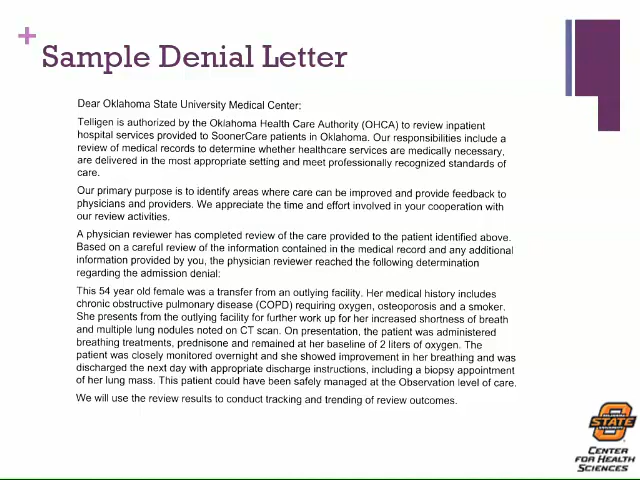 +
Sample Denial Letter
Dear Oklahoma State University Medical Center:
Telligen is authorized by the Oklahoma Health Care Authority (OHCA) to review inpatient
hospital services provided to SoonerCare patients in Oklahoma. Our responsibilities include a
review of medical records to determine whether healthcare services are medically necessary,
are delivered in the most appropriate setting and meet professionally recognized standards of
care.
Our primary purpose is to identify areas where care can be improved and provide feedback to
physicians and providers. We appreciate the time and effort involved in your cooperation with
our review activities.
A physician reviewer has completed review of the care provided to the patient identified above.
Based on a careful review of the information contained in the medical record and any additional
information provided by you, the physician reviewer reached the following determination
regarding the admission denial:
This 54 year old female was a transfer from an outlying facility. Her medical history includes
chronic obstructive pulmonary disease (COPD) requiring oxygen, osteoporosis and a smoker.
She presents from the outlying facility for further work up for her increased shortness of breath
and multiple lung nodules noted on CT scan. On presentation, the patient was administered
breathing treatments, prednisone and remained at her baseline of 2 liters of oxygen. The
patient was closely monitored overnight and she showed improvement in her breathing and was
discharged the next day with appropriate discharge instructions, including a biopsy appointment
of her lung mass. This patient could have been safely managed at the Observation level of care.
We will use the review results to conduct tracking and trending of review outcomes.
STATE
CENTER
FOR HEALTH
SCIENCES